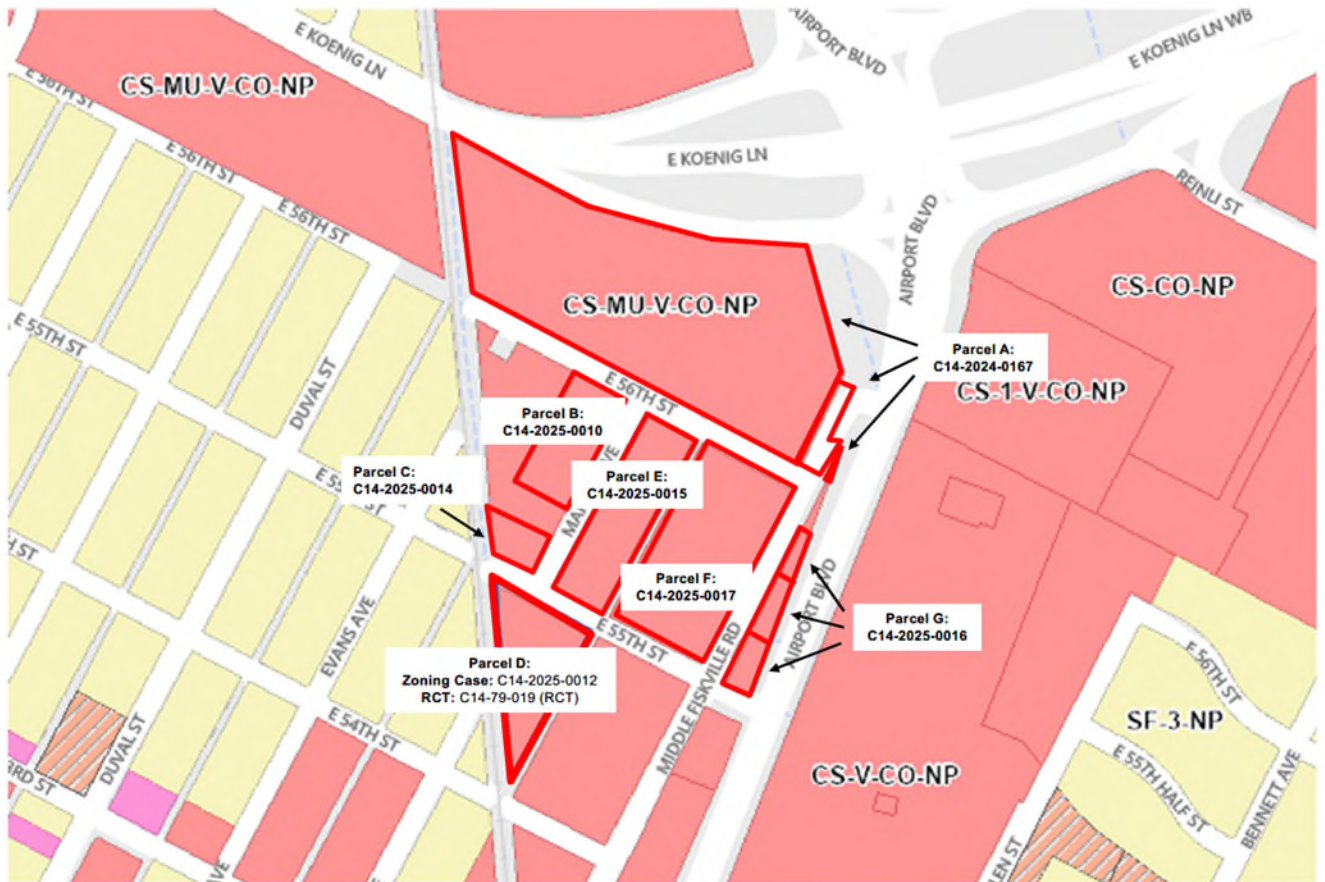 E KOENIG LN
AIRPORT BLVD
E KOENIG LN WB
CS-MU-V-CO-NP
E 56TH ST
E 56TH ST
E 56TH ST
E KOENIG LN
REINLI ST
AIRPORT BLVD
CS-CO-NP
CS-MU-V-CO-NP
Parcel A:
C14-2024-0167
CS-1-V-CO-NP
E 55TH ST
DUVAL ST
E 56TH ST
Parcel B:
C14-2025-0010
Parcel C:
C14-2025-0014
Parcel E:
C14-2025-0015
Parcel F:
C14-2025-0017
Parcel G:
C14-2025-0016
AIRPORT BLVD
E 55TH ST
EVANS AVE
Parcel D:
Zoning Case: C14-2025-0012
RCT: C14-79-019 (RCT)
MIDDLE FISKVILLE RD
E 54TH ST
DUVAL ST
E 56TH ST
SF-3-NP
E 55TH HALF ST
BENNETT AVE
CS-V-CO-NP